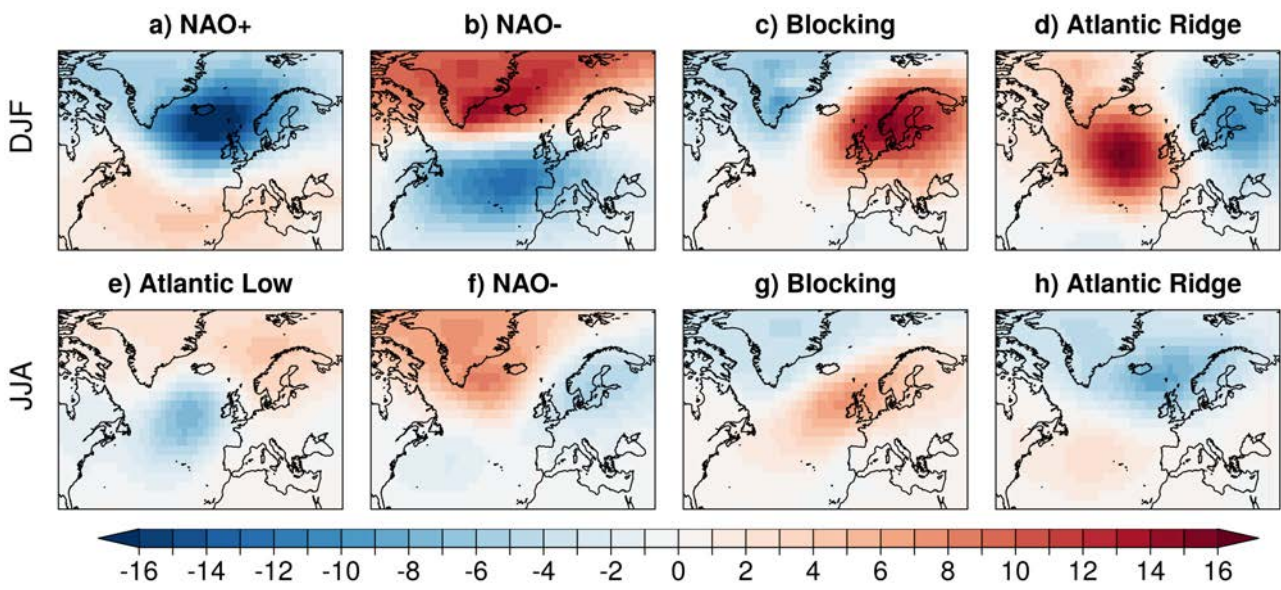 a) NAO+ b) NAO- c) Blocking d) Atlantic Ridge
DJF
e) Atlantic Low f) NAO- g) Blocking h) Atlantic Ridge
JJA
-16 -14 -12 -10 -8 -6 -4 -2 0 2 4 6 8 10 12 14 16